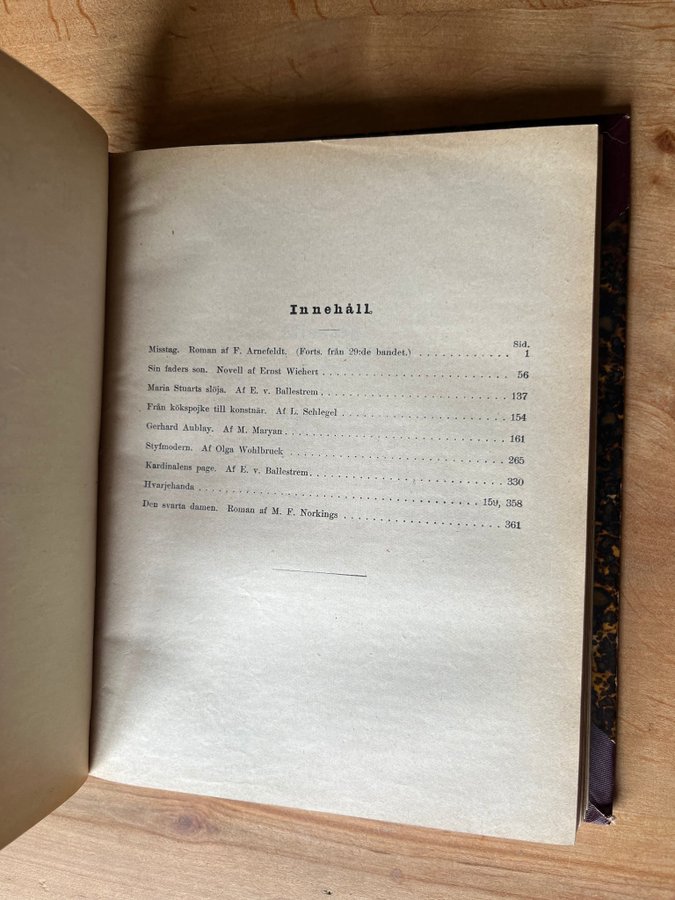 Innehåll.
Sid.
Misstag. Roman af F. Arnefeldt. (Forts. från 29:de bandet.) . . . . . . . . . . . . 1
Sin faders son. Novell af Ernst Wichert . . . . . . . . . . . . . . . . . . . . 56
Maria Stuarts slöja. Af E. v. Ballestrem . . . . . . . . . . . . . . . . . . . . 137
Från kökspojke till konstnär. Af L. Schlegel . . . . . . . . . . . . . . . . . . 154
Gerhard Aublay. Af M. Maryan . . . . . . . . . . . . . . . . . . . . . . . . 161
Styfmodern. Af Olga Wohlbruck . . . . . . . . . . . . . . . . . . . . . . . . 265
Kardinalens page. Af E. v. Ballestrem . . . . . . . . . . . . . . . . . . . . . 330
Hvarjehanda . . . . . . . . . . . . . . . . . . . . . . . . . . . . . . 159, 358
Den svarta damen. Roman af M. F. Norkings . . . . . . . . . . . . . . . . . . 361